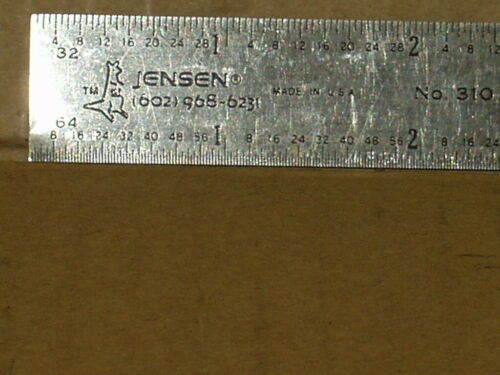 4 8 12 16 20 24 28 1 4 8 12 16 20 24 28 2 4 8 12
32
JENSEN®
TM
(602) 968-6231
MADE IN U.S.A.
No. 310
64
8 16 24 32 40 48 56 1 8 16 24 32 40 48 56 2 8 16 24